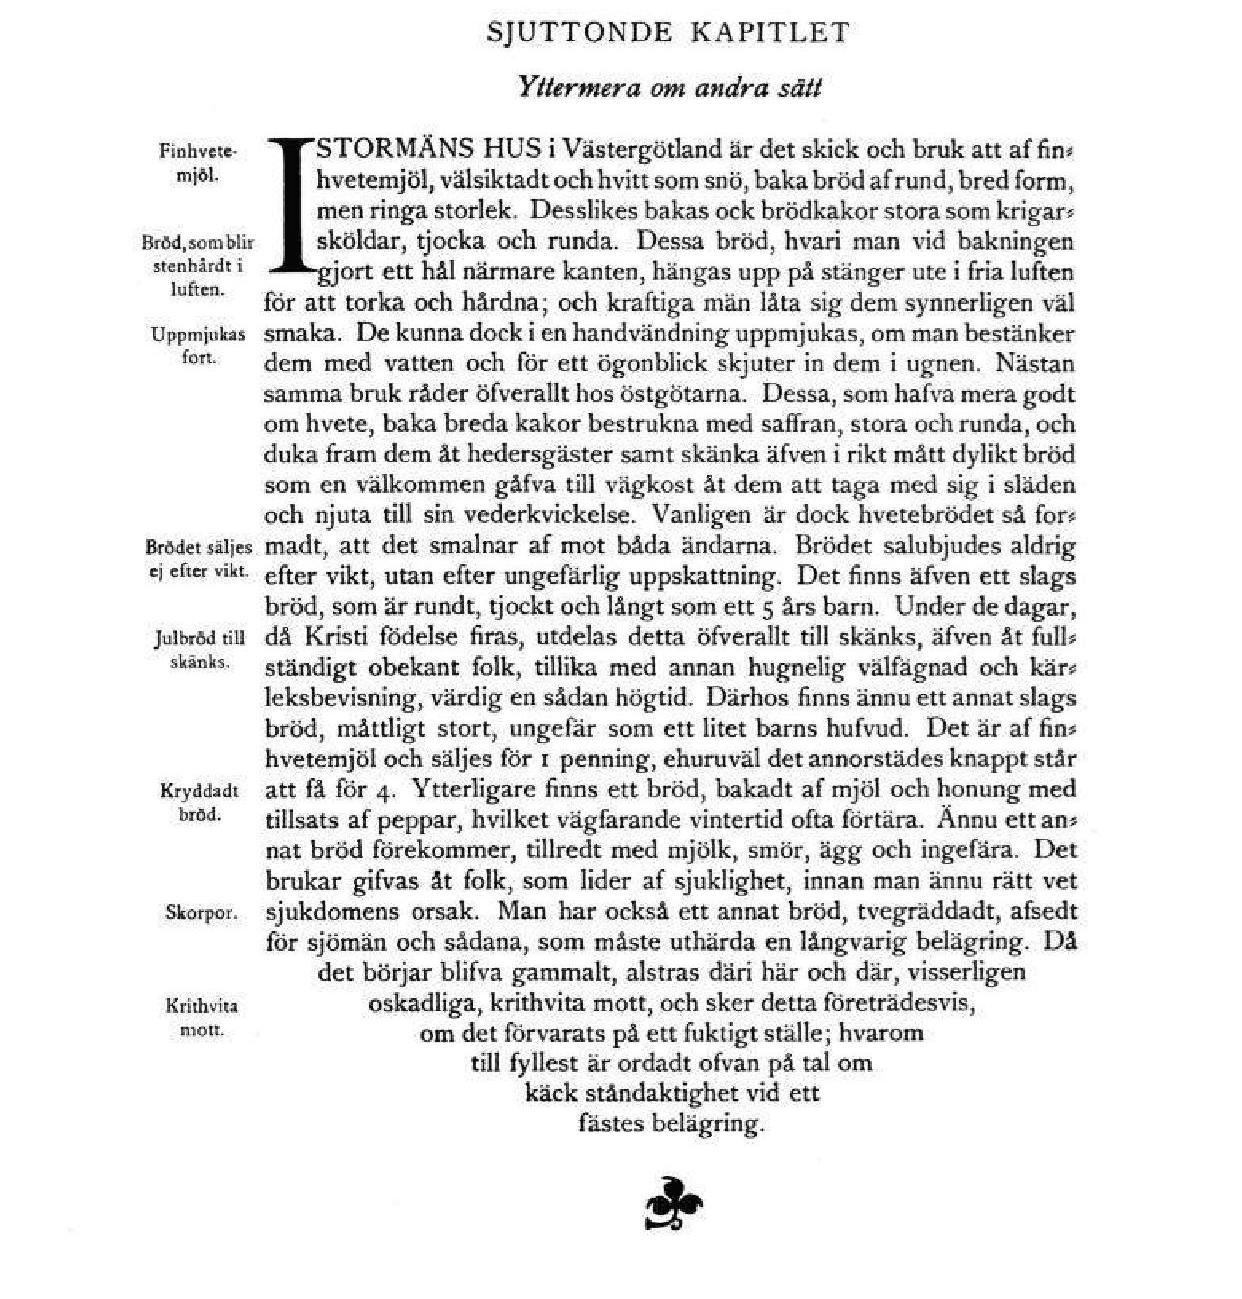 SJUTTONDE KAPITLET
Yttermera om andra sätt
Finhvete-
mjöl.
Bröd, som blir
stenhårdt i
luften.
Uppmjukas
fort.
Brödet säljes
ej efter vikt.
Julbröd till
skänks.
Kryddadt
bröd.
Skorpor.
Krithvita
mott.
I STORMÄNS HUS i Västergötland är det skick och bruk att af fin-
hvetemjöl, välsiktadt och hvitt som snö, baka bröd af rund, bred form,
men ringa storlek. Desslikes bakas ock brödkakor stora som krigar-
sköldar, tjocka och runda. Dessa bröd, hvari man vid bakningen
gjort ett hål närmare kanten, hängas upp på stänger ute i fria luften
för att torka och hårdna; och kraftiga män låta sig dem synnerligen väl
smaka. De kunna dock i en handvändning uppmjukas, om man bestänker
dem med vatten och för ett ögonblick skjuter in dem i ugnen. Nästan
samma bruk råder öfverallt hos östgötarna. Dessa, som hafva mera godt
om hvete, baka breda kakor bestrukna med saffran, stora och runda, och
duka fram dem åt hedersgäster samt skänka äfven i rikt mått dylikt bröd
som en välkommen gåfva till vägkost åt dem att taga med sig i släden
och njuta till sin vederkvickelse. Vanligen är dock hvetebrödet så for-
madt, att det smalnar af mot båda ändarna. Brödet salubjudes aldrig
efter vikt, utan efter ungefärlig uppskattning. Det finns äfven ett slags
bröd, som är rundt, tjockt och långt som ett 5 års barn. Under de dagar,
då Kristi födelse firas, utdelas detta öfverallt till skänks, äfven åt full-
ständigt obekant folk, tillika med annan hugnelig välfägnad och kär-
leksbevisning, värdig en sådan högtid. Därhos finns ännu ett annat slags
bröd, måttligt stort, ungefär som ett litet barns hufvud. Det är af fin-
hvetemjöl och säljes för 1 penning, ehuruväl det annorstädes knappt står
att få för 4. Ytterligare finns ett bröd, bakadt af mjöl och honung med
tillsats af peppar, hvilket vägfarande vintertid ofta förtära. Ännu ett an-
nat bröd förekommer, tillredt med mjölk, smör, ägg och ingefära. Det
brukar gifvas åt folk, som lider af sjuklighet, innan man ännu rätt vet
sjukdomens orsak. Man har också ett annat bröd, tvegräddadt, afsedt
för sjömän och sådana, som måste uthärda en långvarig belägring. Då
det börjar blifva gammalt, alstras däri här och där, visserligen
oskadliga, krithvita mott, och sker detta företrädesvis,
om det förvarats på ett fuktigt ställe; hvarom
till fyllest är ordadt ofvan på tal om
käck ståndaktighet vid ett
fästes belägring.